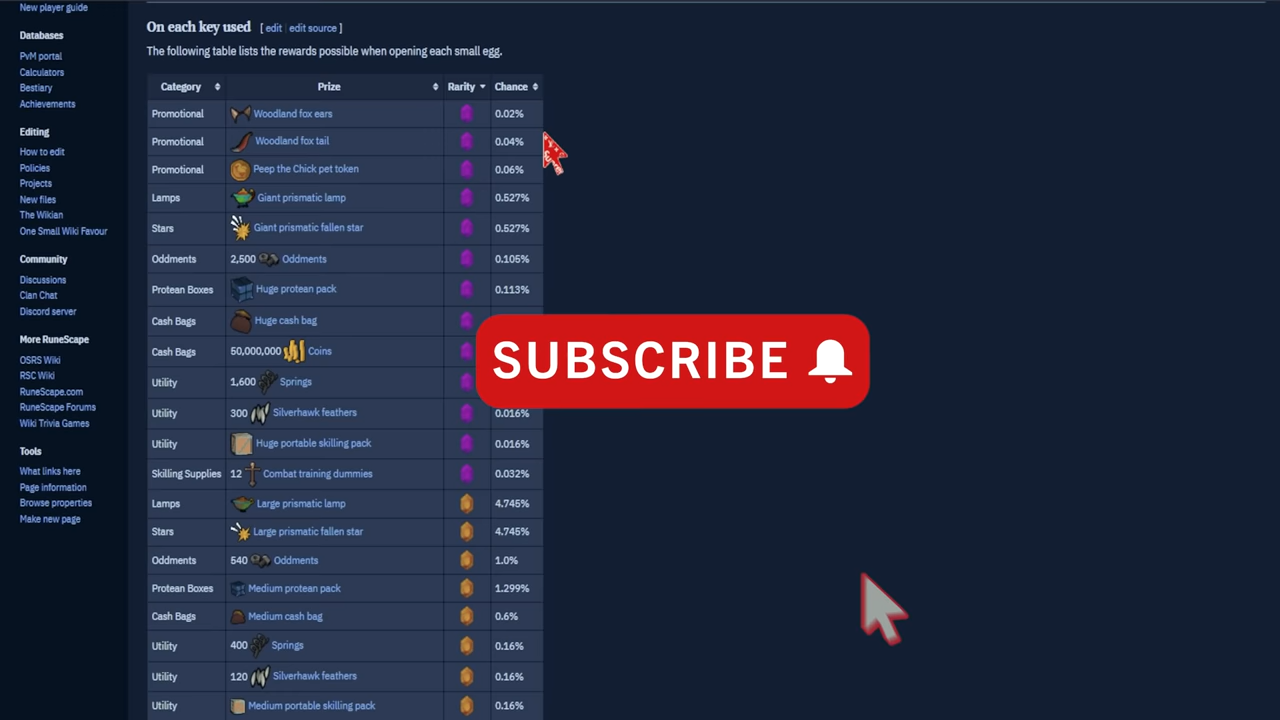 New player guide
Databases
PvM portal
Calculators
Bestiary
Achievements
Editing
How to edit
Policies
Projects
New files
The Wikian
One Small Wiki Favour
Community
Discussions
Clan Chat
Discord server
More RuneScape
OSRS Wiki
RSC Wiki
RuneScape.com
RuneScape Forums
Wiki Trivia Games
Tools
What links here
Page information
Browse properties
Make new page
On each key used [ edit | edit source ]
The following table lists the rewards possible when opening each small egg.
Category Prize Rarity Chance
Promotional Woodland fox ears 0.02%
Promotional Woodland fox tail 0.04%
Promotional Peep the Chick pet token 0.06%
Lamps Giant prismatic lamp 0.527%
Stars Giant prismatic fallen star 0.527%
Oddments 2,500 Oddments 0.105%
Protean Boxes Huge protean pack 0.113%
Cash Bags Huge cash bag
Cash Bags 50,000,000 Coins
Utility 1,600 Springs
Utility 300 Silverhawk feathers 0.016%
Utility Huge portable skilling pack 0.016%
Skilling Supplies 12 Combat training dummies 0.032%
Lamps Large prismatic lamp 4.745%
Stars Large prismatic fallen star 4.745%
Oddments 540 Oddments 1.0%
Protean Boxes Medium protean pack 1.299%
Cash Bags Medium cash bag 0.6%
Utility 400 Springs 0.16%
Utility 120 Silverhawk feathers 0.16%
Utility Medium portable skilling pack 0.16%
SUBSCRIBE